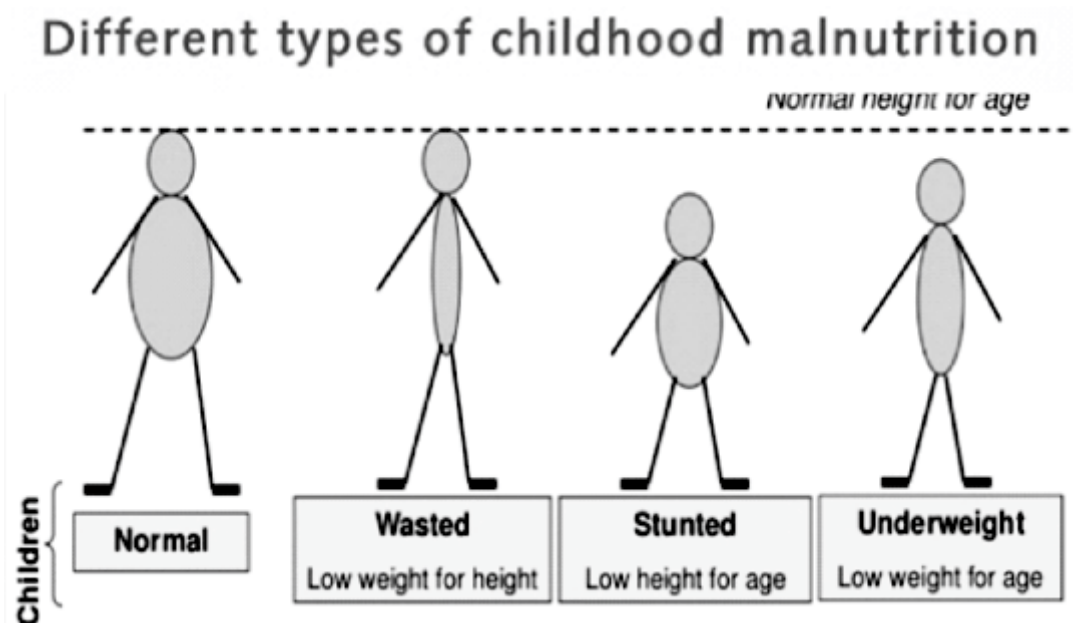 Different types of childhood malnutrition
Normal height for age
Children
Normal
Wasted
Low weight for height
Stunted
Low height for age
Underweight
Low weight for age